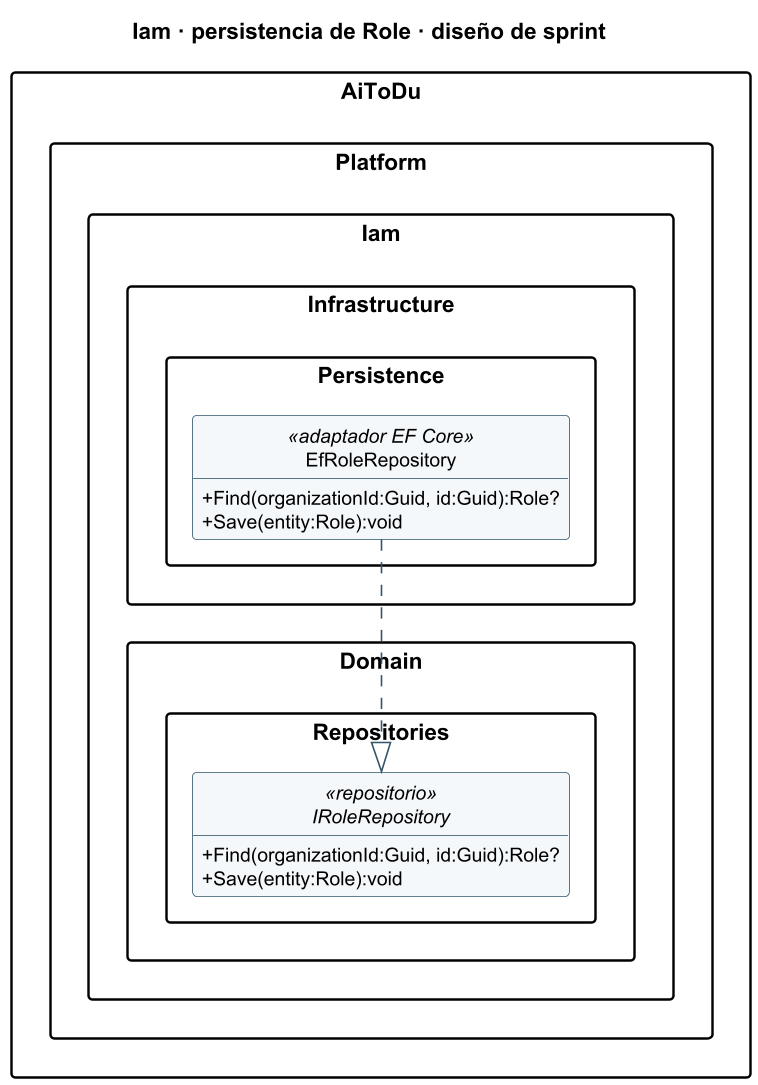 Iam · persistencia de Role · diseño de sprint
AiToDu
Platform
Iam
Infrastructure
Persistence
«adaptador EF Core»
EfRoleRepository
+Find(organizationId:Guid, id:Guid):Role?
+Save(entity:Role):void
Domain
Repositories
«repositorio»
IRoleRepository
+Find(organizationId:Guid, id:Guid):Role?
+Save(entity:Role):void